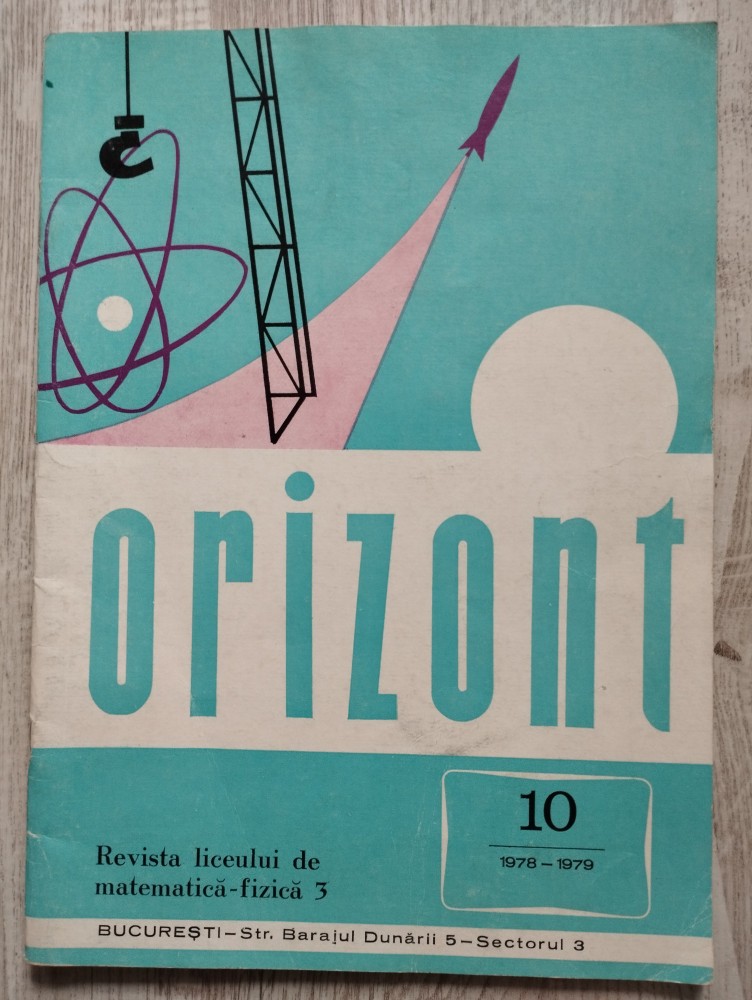 orizont
10
1978 – 1979
Revista liceului de
matematică-fizică 3
BUCUREȘTI – Str. Barajul Dunării 5 – Sectorul 3